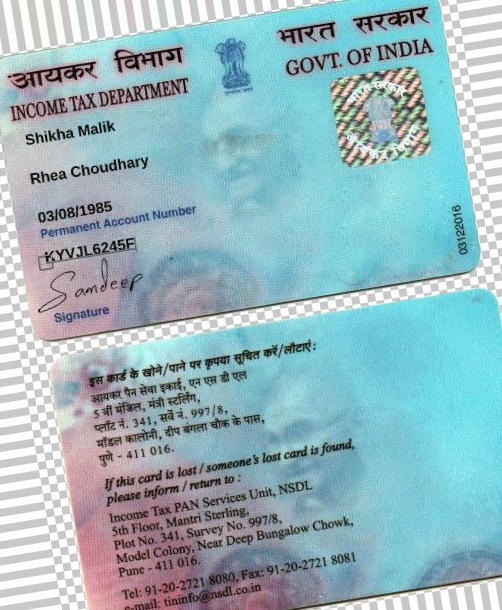 आयकर विभाग
भारत सरकार
INCOME TAX DEPARTMENT
GOVT. OF INDIA
Shikha Malik
Rhea Choudhary
03/08/1985
Permanent Account Number
KYVJL6245F
Sandeep
Signature
03122016
इस कार्ड के खोने/पाने पर कृपया सूचित करें/लौटाएं:
आयकर पैन सेवा इकाई, एन एस डी एल
5 वीं मंजिल, मंत्री स्टर्लिंग,
प्लॉट नं. 341, सर्वे नं. 997/8,
मॉडल कालोनी, दीप बंगला चौक के पास,
पुणे - 411 016.
If this card is lost / someone's lost card is found,
please inform / return to :
Income Tax PAN Services Unit, NSDL
5th Floor, Mantri Sterling,
Plot No. 341, Survey No. 997/8,
Model Colony, Near Deep Bungalow Chowk,
Pune - 411 016.
Tel: 91-20-2721 8080, Fax: 91-20-2721 8081
e-mail: tininfo@nsdl.co.in